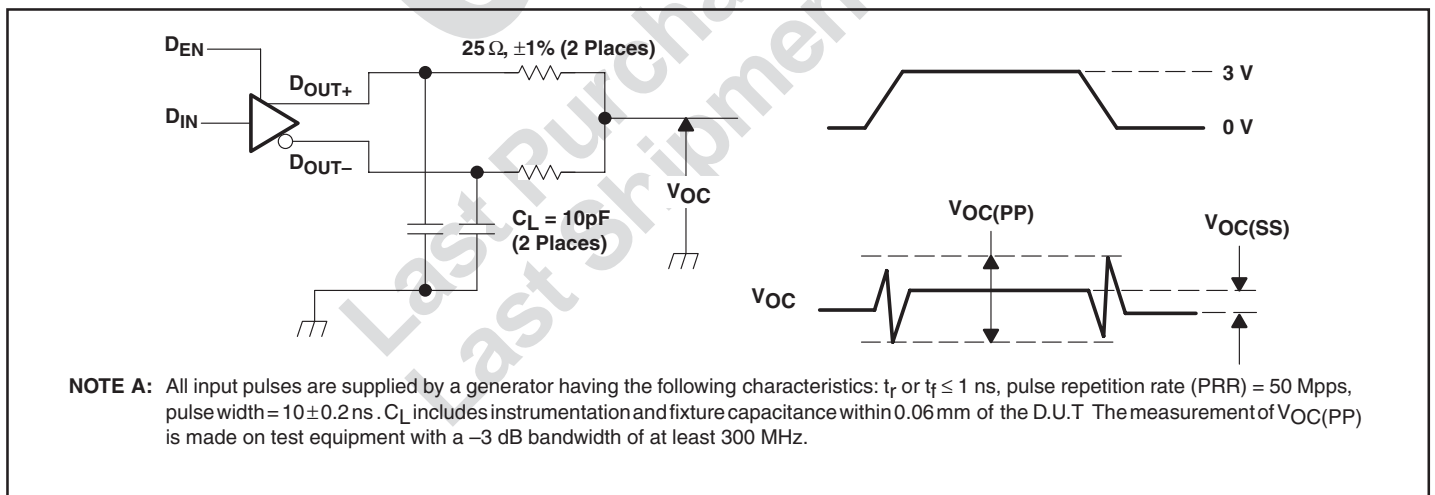 Last Purchase
Last Shipment
DEN
DIN
DOUT+
DOUT–
25 Ω, ±1% (2 Places)
CL = 10pF
(2 Places)
VOC
3 V
0 V
VOC(PP)
VOC(SS)
VOC
NOTE A: All input pulses are supplied by a generator having the following characteristics: tr or tf ≤ 1 ns, pulse repetition rate (PRR) = 50 Mpps,
pulse width = 10 ± 0.2 ns . CL includes instrumentation and fixture capacitance within 0.06 mm of the D.U.T The measurement of VOC(PP)
is made on test equipment with a –3 dB bandwidth of at least 300 MHz.